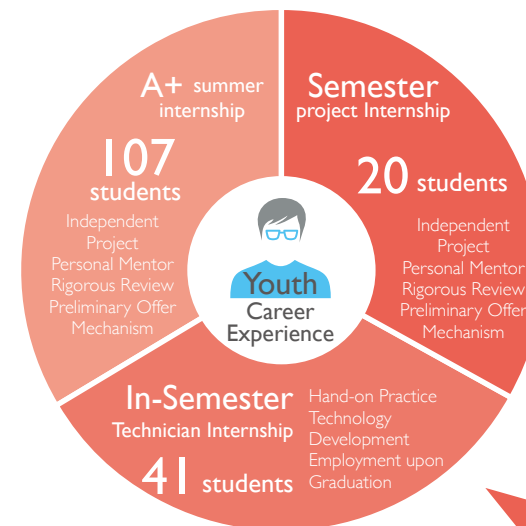 A+ summer
internship
107
students
Independent
Project
Personal Mentor
Rigorous Review
Preliminary Offer
Mechanism
Semester
project Internship
20 students
Independent
Project
Personal Mentor
Rigorous Review
Preliminary Offer
Mechanism
Youth
Career
Experience
In-Semester
Technician Internship
41 students
Hand-on Practice
Technology
Development
Employment upon
Graduation